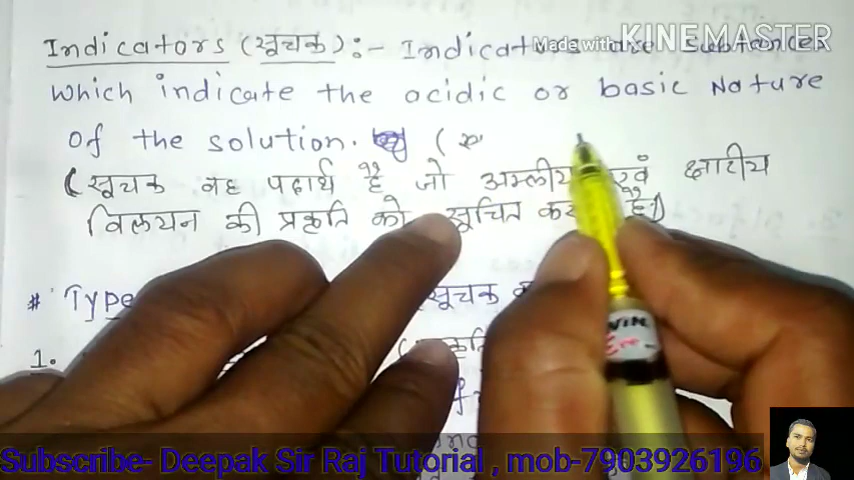 Made with KINEMASTER
Indicators (सूचक) :- Indicators are substances
which indicate the acidic or basic Nature
of the solution. (
(सूचक वह पदार्थ है जो अम्लीय एवं क्षारीय
विलयन की प्रकृति को सूचित है।)
# Type सूचक
1.
Subscribe- Deepak Sir Raj Tutorial , mob-7903926196